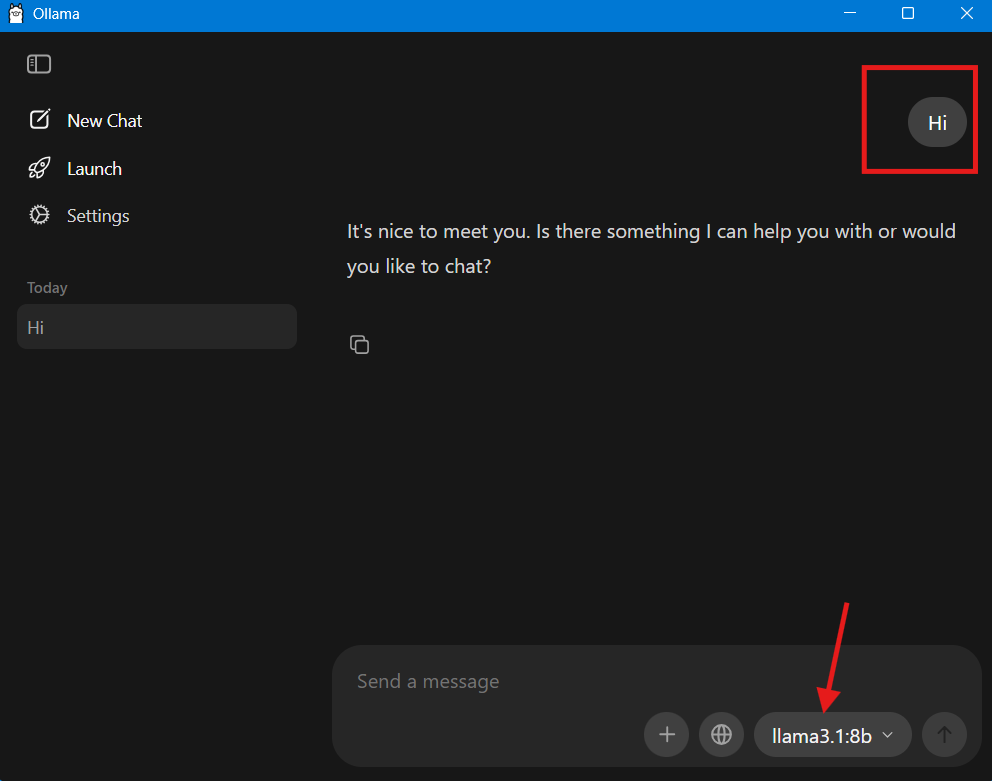 Ollama
New Chat
Launch
Settings
Today
Hi
Hi
It's nice to meet you. Is there something I can help you with or would
you like to chat?
Send a message
llama3.1:8b